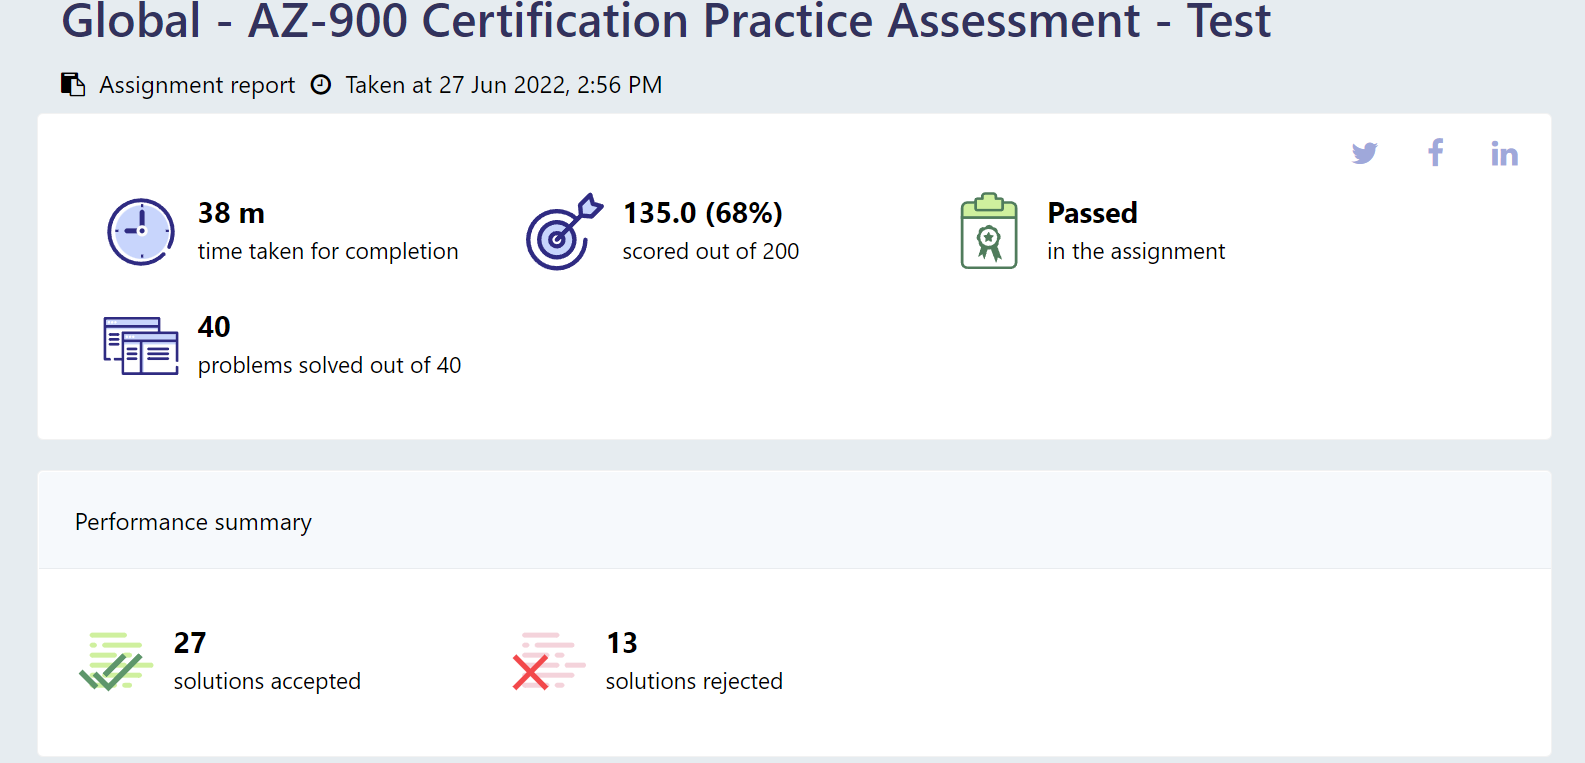 Global - AZ-900 Certification Practice Assessment - Test
Assignment report Taken at 27 Jun 2022, 2:56 PM
38 m
time taken for completion
135.0 (68%)
scored out of 200
Passed
in the assignment
40
problems solved out of 40
Performance summary
27
solutions accepted
13
solutions rejected